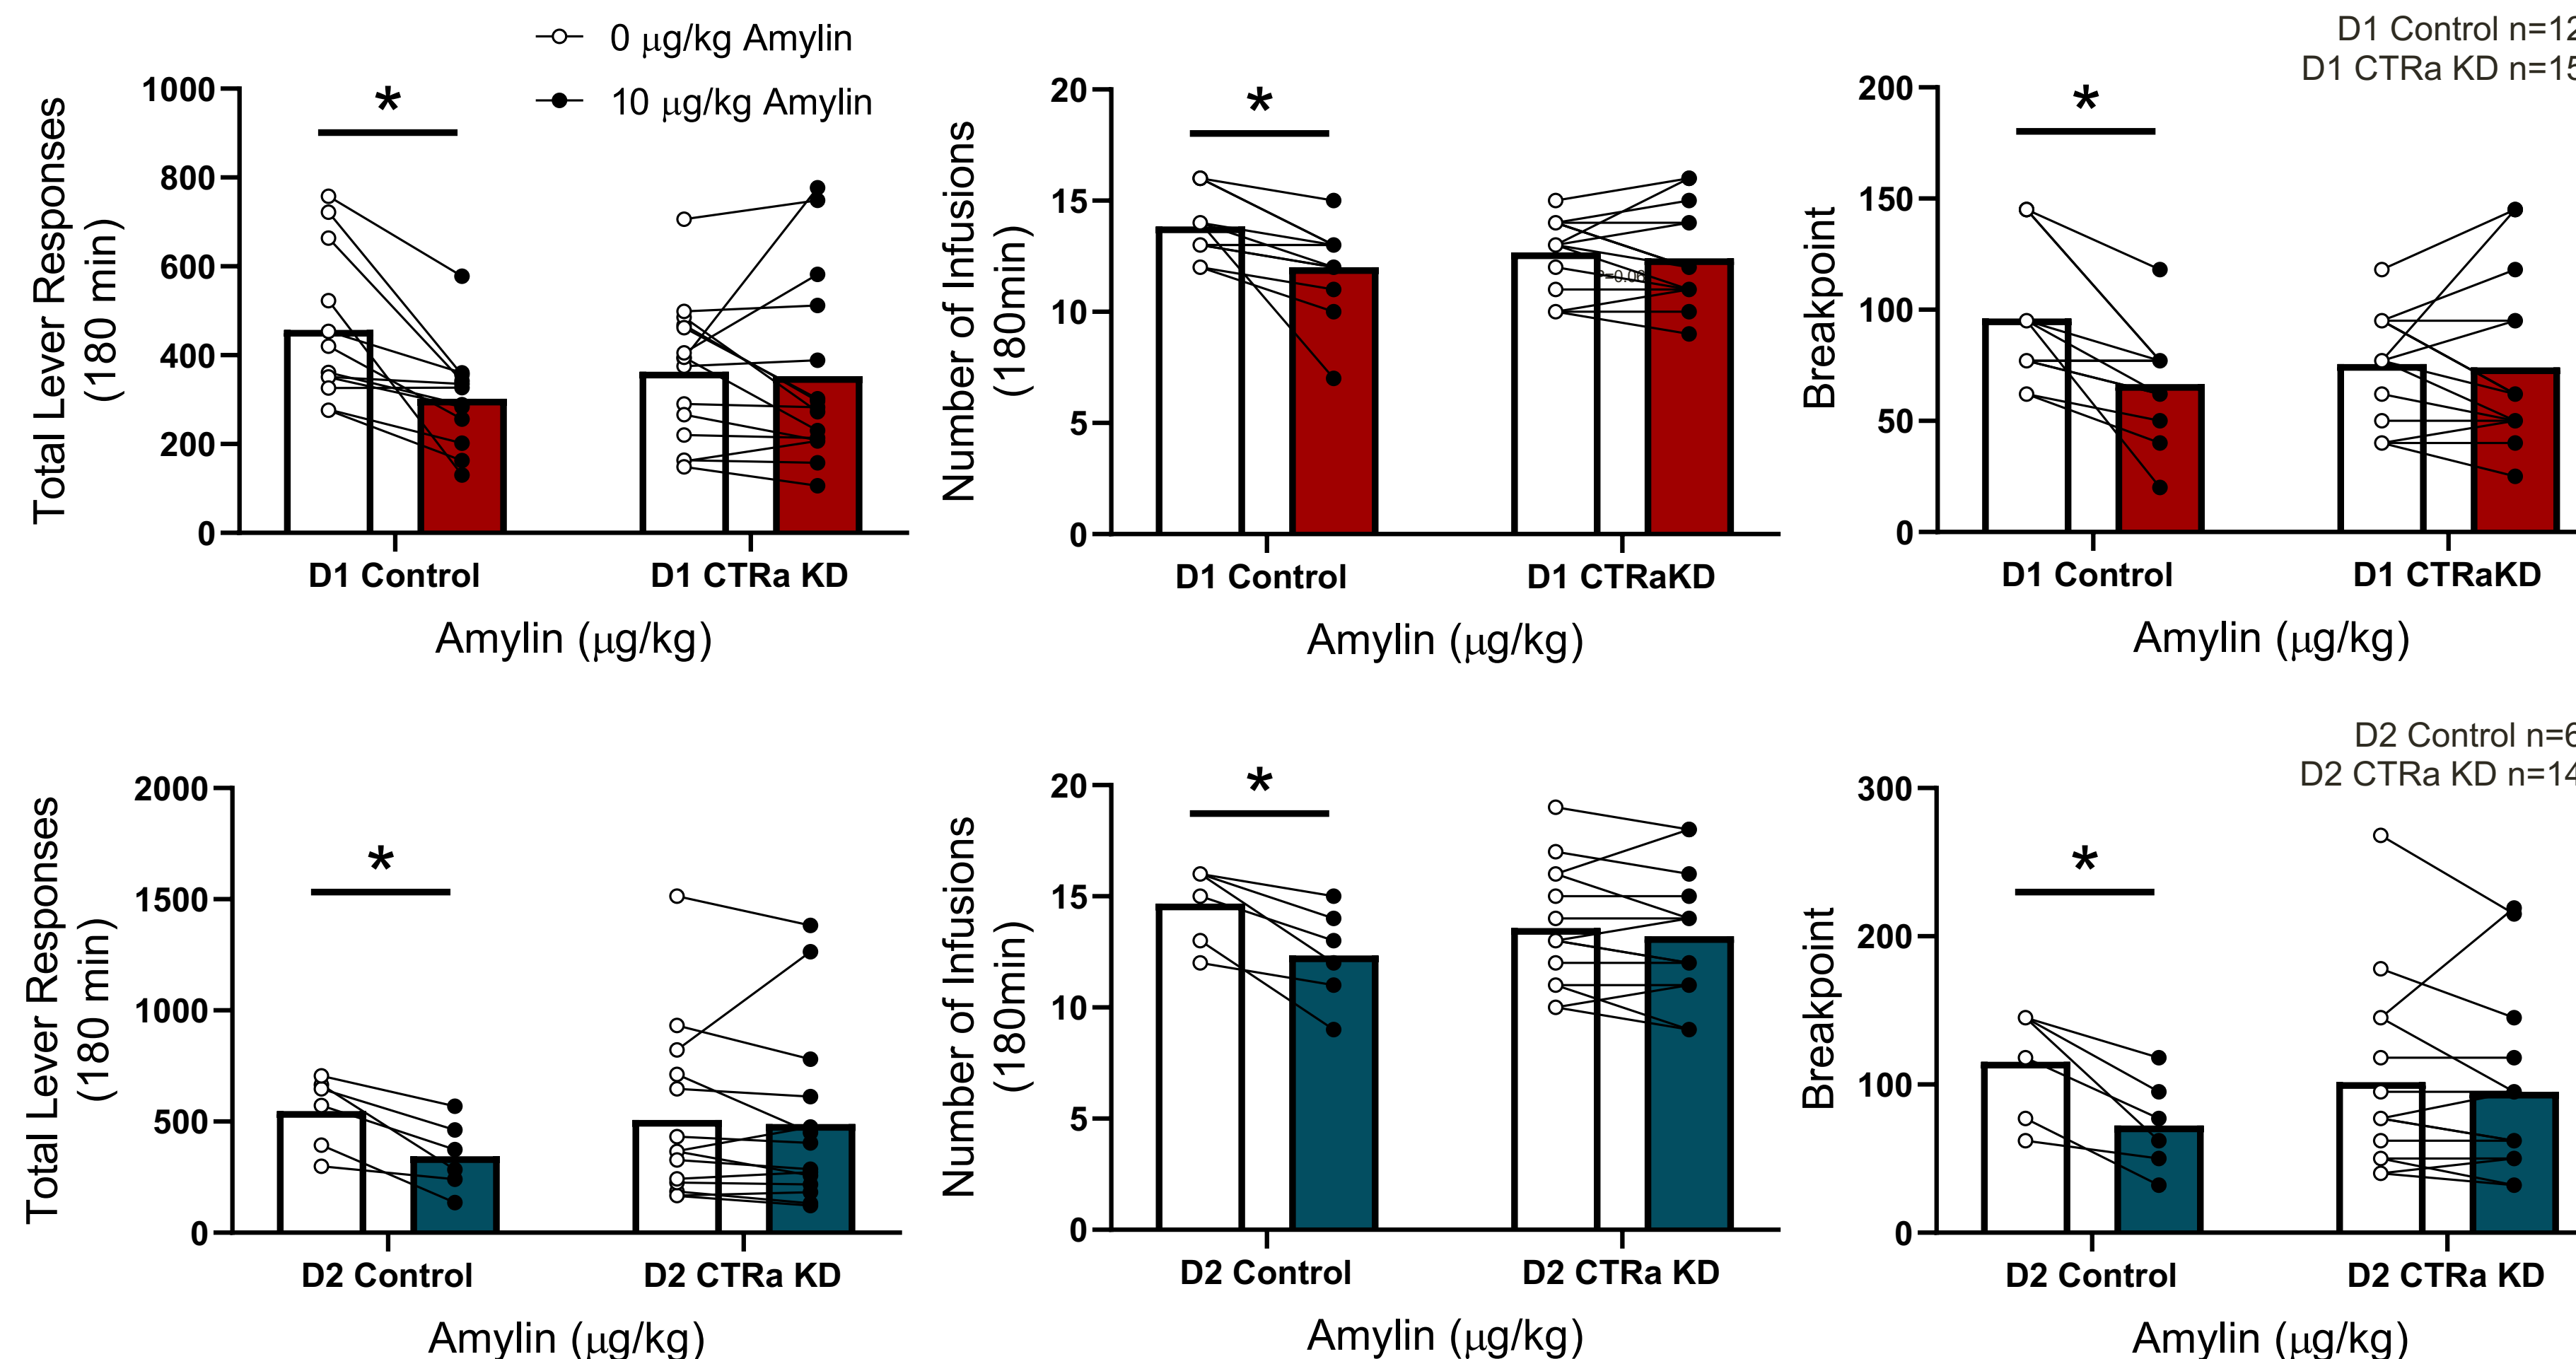 0 μg/kg Amylin
10 μg/kg Amylin
D1 Control n=12
D1 CTRa KD n=15
Total Lever Responses
(180 min)
1000
800
600
400
200
0
*
D1 Control
D1 CTRa KD
Amylin (μg/kg)
Number of Infusions
(180min)
20
15
10
5
0
*
D1 Control
D1 CTRaKD
Amylin (μg/kg)
Breakpoint
200
150
100
50
0
*
D1 Control
D1 CTRaKD
Amylin (μg/kg)
D2 Control n=6
D2 CTRa KD n=14
Total Lever Responses
(180 min)
2000
1500
1000
500
0
*
D2 Control
D2 CTRa KD
Amylin (μg/kg)
Number of Infusions
(180min)
20
15
10
5
0
*
D2 Control
D2 CTRa KD
Amylin (μg/kg)
Breakpoint
300
200
100
0
*
D2 Control
D2 CTRa KD
Amylin (μg/kg)